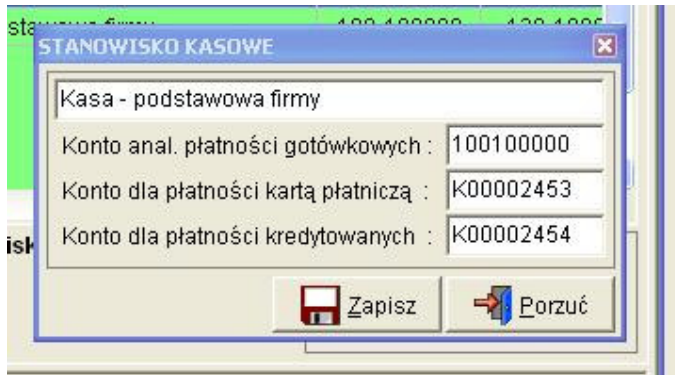 STANOWISKO KASOWE
Kasa - podstawowa firmy
Konto anal. płatności gotówkowych : 100100000
Konto dla płatności kartą płatniczą : K00002453
Konto dla płatności kredytowanych : K00002454
Zapisz Porzuć